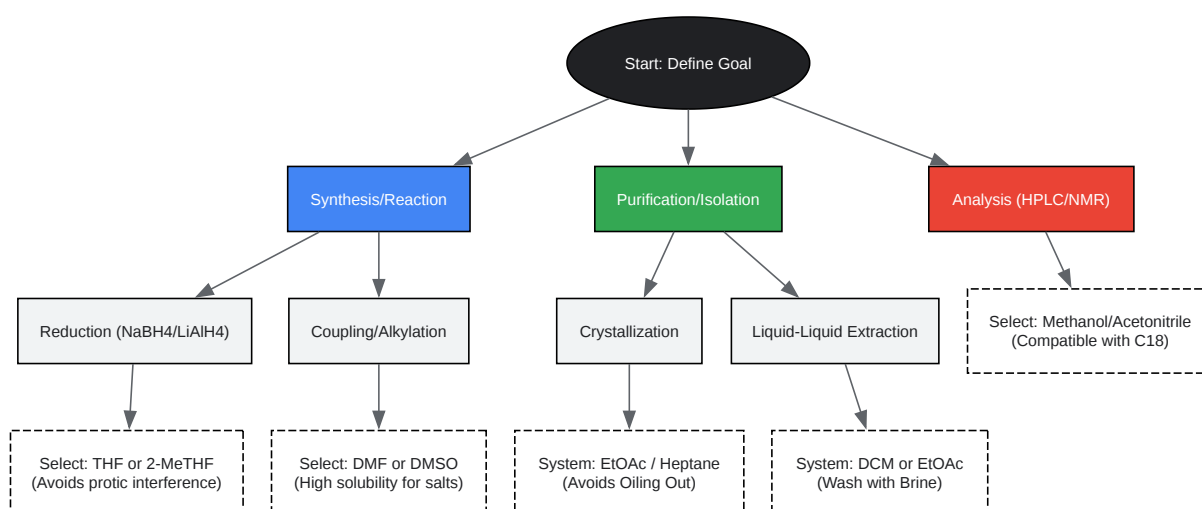 Start: Define Goal
Synthesis/Reaction
Purification/Isolation
Analysis (HPLC/NMR)
Reduction (NaBH4/LiAlH4)
Coupling/Alkylation
Crystallization
Liquid-Liquid Extraction
Select: Methanol/Acetonitrile
(Compatible with C18)
Select: THF or 2-MeTHF
(Avoids protic interference)
Select: DMF or DMSO
(High solubility for salts)
System: EtOAc / Heptane
(Avoids Oiling Out)
System: DCM or EtOAc
(Wash with Brine)